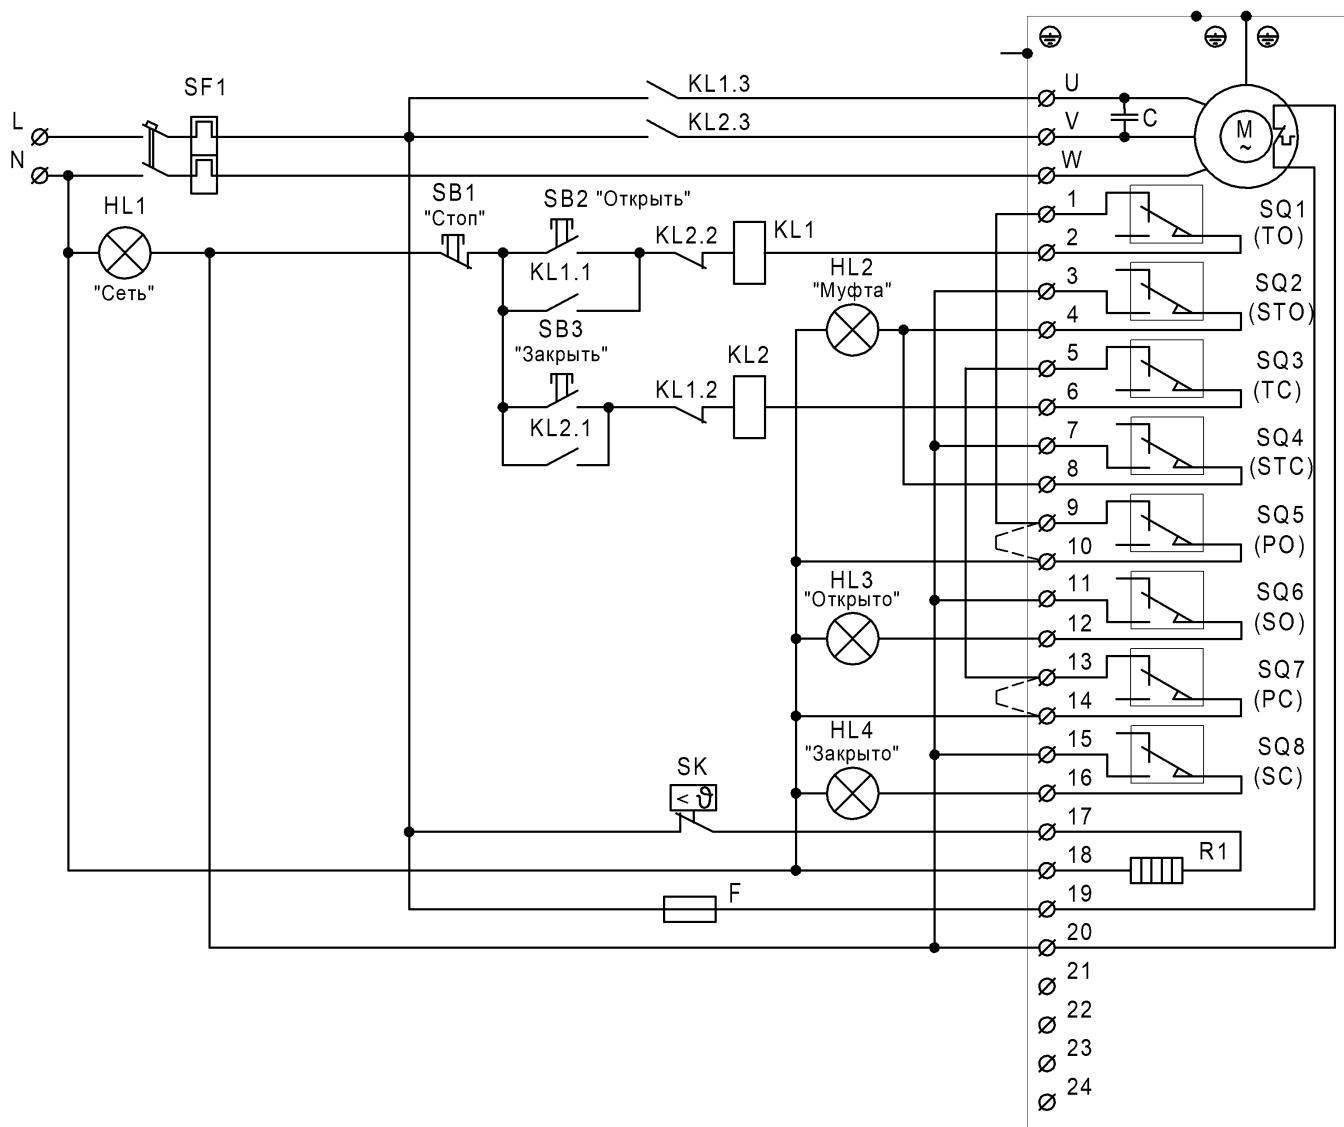 SF1
L
N
HL1
"Сеть"
SB1
"Стоп"
SB2 "Открыть"
KL1.1
SB3
"Закрыть"
KL2.1
KL1.3
KL2.3
KL2.2
KL1
KL1.2
KL2
HL2
"Муфта"
HL3
"Открыто"
HL4
"Закрыто"
SK
< ϑ
F
U
V
W
C
M
~
1
2
3
4
5
6
7
8
9
10
11
12
13
14
15
16
17
18
19
20
21
22
23
24
SQ1
(TO)
SQ2
(STO)
SQ3
(TC)
SQ4
(STC)
SQ5
(PO)
SQ6
(SO)
SQ7
(PC)
SQ8
(SC)
R1